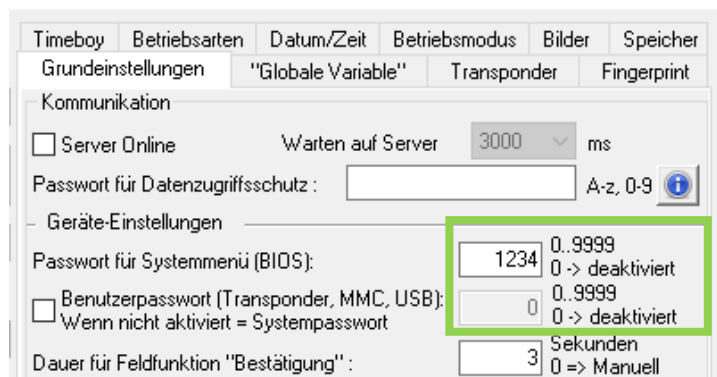 Timeboy Betriebsarten Datum/Zeit Betriebsmodus Bilder Speicher
Grundeinstellungen "Globale Variable" Transponder Fingerprint
Kommunikation
Server Online Warten auf Server 3000 ms
Passwort für Datenzugriffsschutz : A-z, 0-9
Geräte-Einstellungen
Passwort für Systemmenü (BIOS): 1234 0..9999
0 -> deaktiviert
Benutzerpasswort (Transponder, MMC, USB): 0 0..9999
Wenn nicht aktiviert = Systempasswort 0 -> deaktiviert
Dauer für Feldfunktion "Bestätigung" : 3 Sekunden
0 => Manuell